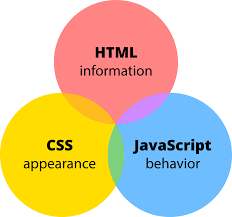 HTML
information
CSS
appearance
JavaScript
behavior